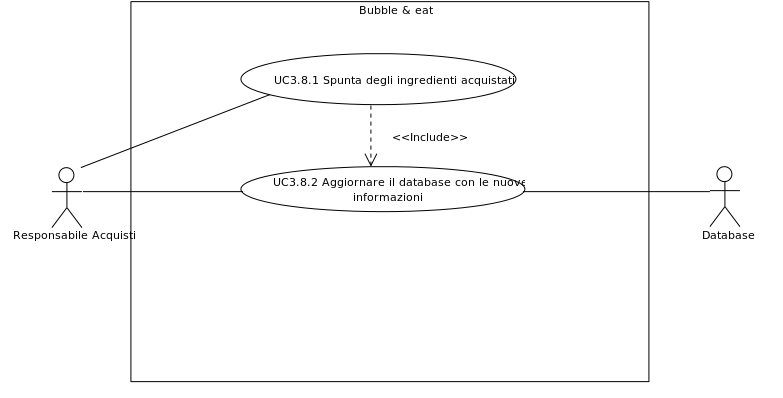 Bubble & eat
UC3.8.1 Spunta degli ingredienti acquistati
<<Include>>
UC3.8.2 Aggiornare il database con le nuove
informazioni
Responsabile Acquisti
Database